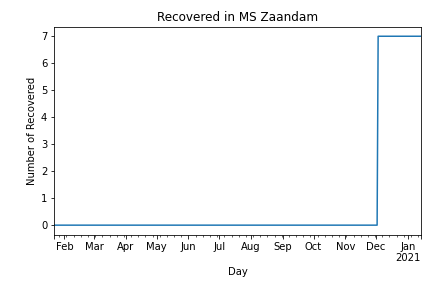 Recovered in MS Zaandam
7
6
5
4
3
2
1
0
Number of Recovered
Feb Mar Apr May Jun Jul Aug Sep Oct Nov Dec Jan
2021
Day